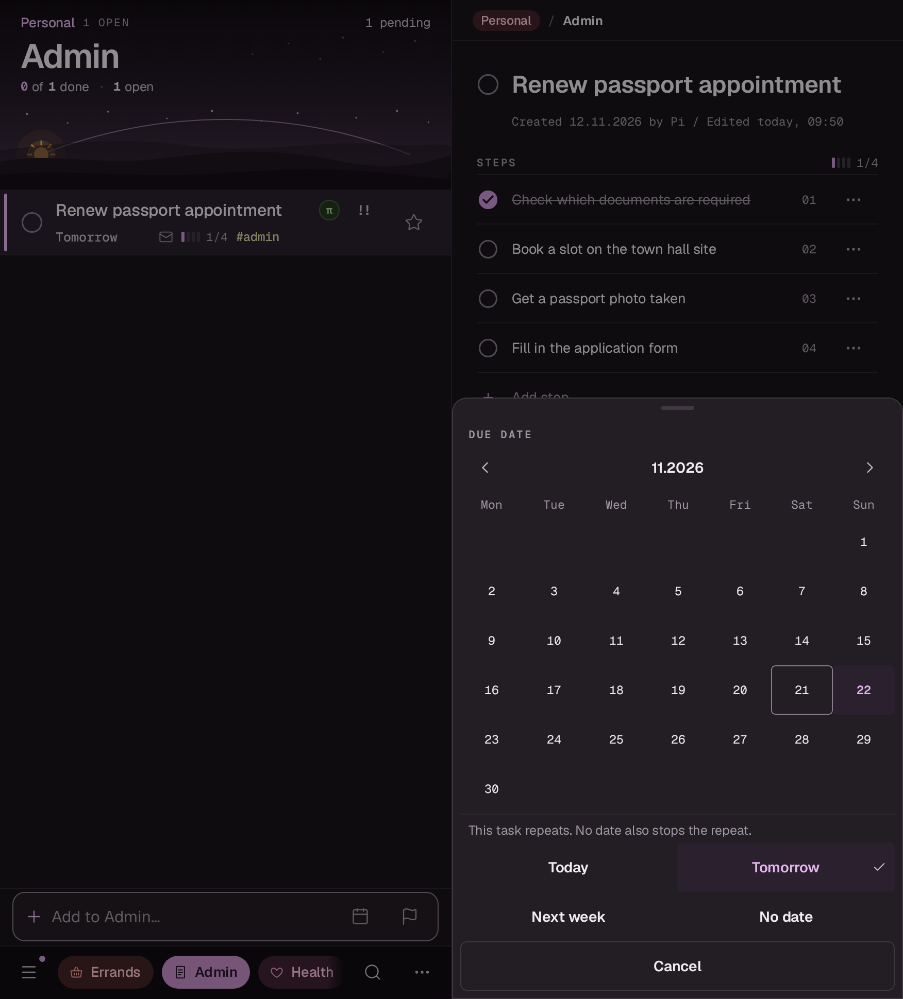 Personal 1 OPEN
1 pending
Admin
0 of 1 done · 1 open
Renew passport appointment π !!
Tomorrow 1/4 #admin
+ Add to Admin...
Errands
Admin
Health
Personal / Admin
Renew passport appointment
Created 12.11.2026 by Pi / Edited today, 09:50
STEPS 1/4
Check which documents are required 01
Book a slot on the town hall site 02
Get a passport photo taken 03
Fill in the application form 04
+ Add step
DUE DATE
11.2026
Mon Tue Wed Thu Fri Sat Sun
1
2 3 4 5 6 7 8
9 10 11 12 13 14 15
16 17 18 19 20 21 22
23 24 25 26 27 28 29
30
This task repeats. No date also stops the repeat.
Today Tomorrow
Next week No date
Cancel